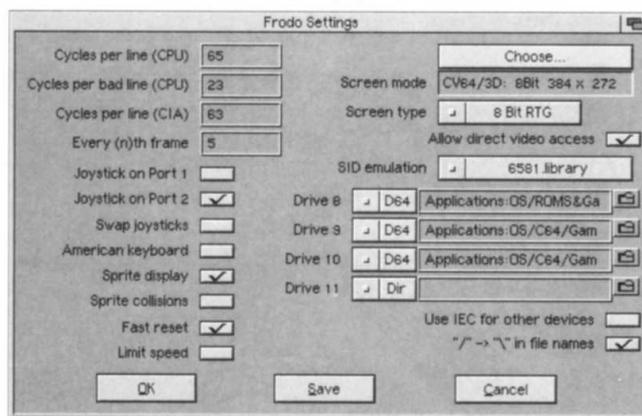 Frodo Settings
Cycles per line (CPU) 65
Cycles per bad line (CPU) 23
Cycles per line (CIA) 63
Every (n)th frame 5
Joystick on Port 1
Joystick on Port 2
Swap joysticks
American keyboard
Sprite display
Sprite collisions
Fast reset
Limit speed
Choose...
Screen mode CV64/3D: 8Bit 384 x 272
Screen type 8 Bit RTG
Allow direct video access
SID emulation 6581.library
Drive 8 D64 Applications:OS/ROMS&Ga
Drive 9 D64 Applications:OS/C64/Gam
Drive 10 D64 Applications:OS/C64/Gam
Drive 11 Dir
Use IEC for other devices
"/" -> "\" in file names
OK
Save
Cancel